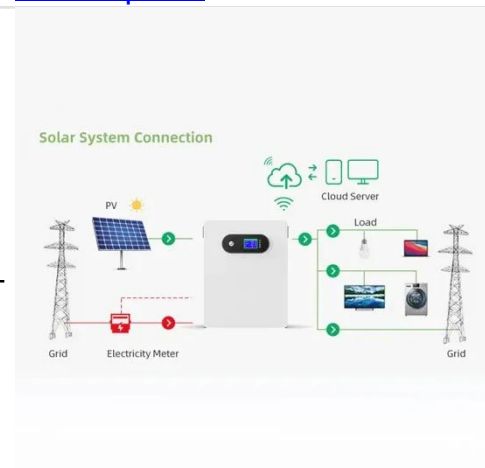 Solar System Connection
Cloud Server
PV
Load
Grid
Electricity Meter
Grid